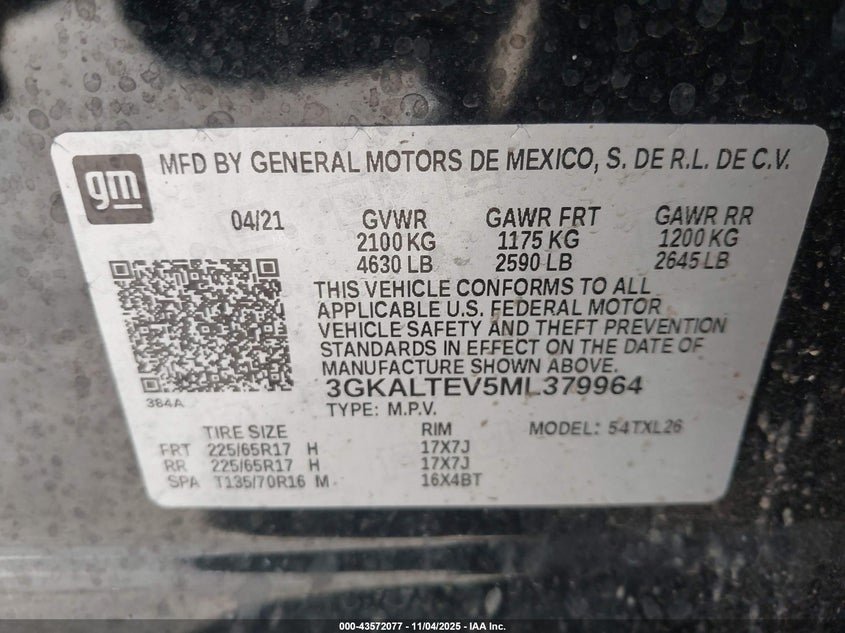 gm
MFD BY GENERAL MOTORS DE MEXICO, S. DE R.L. DE C.V.
04/21 GVWR GAWR FRT GAWR RR
2100 KG 1175 KG 1200 KG
4630 LB 2590 LB 2645 LB
THIS VEHICLE CONFORMS TO ALL
APPLICABLE U.S. FEDERAL MOTOR
VEHICLE SAFETY AND THEFT PREVENTION
STANDARDS IN EFFECT ON THE DATE OF
MANUFACTURE SHOWN ABOVE.
3GKALTEV5ML379964
384A
TYPE: M.P.V.
TIRE SIZE RIM MODEL: 54TXL26
FRT 225/65R17 H 17X7J
RR 225/65R17 H 17X7J
SPA T135/70R16 M 16X4BT
000-43572077 - 11/04/2025 - IAA Inc.